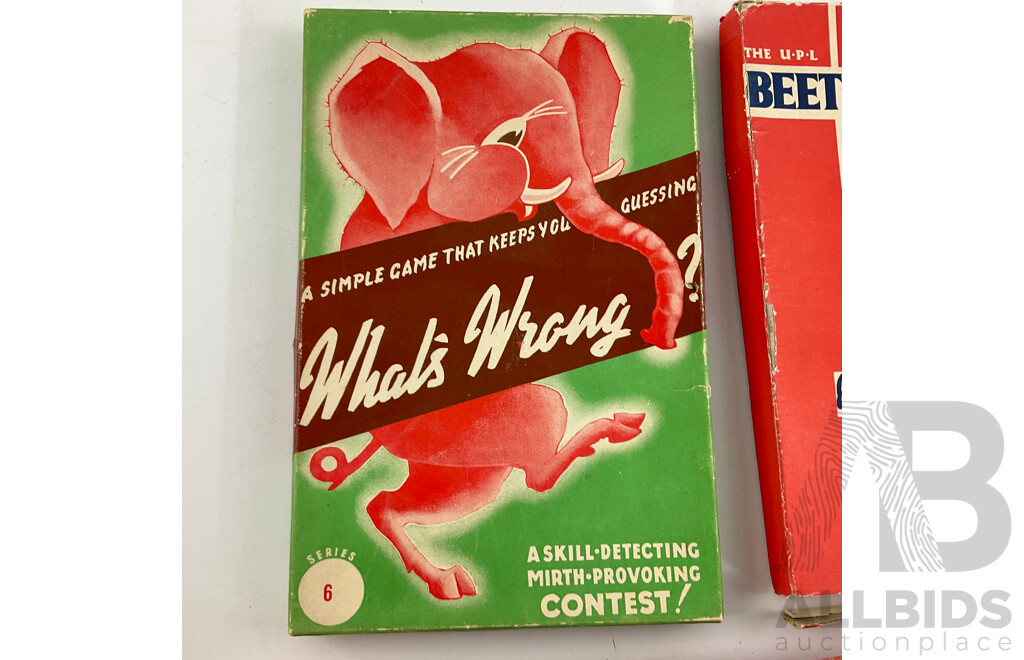 A SIMPLE GAME THAT KEEPS YOU GUESSING
What's Wrong ?
SERIES
6
A SKILL-DETECTING
MIRTH-PROVOKING
CONTEST!
THE U·P·L
BEET
AB
ALLBIDS
auctionplace